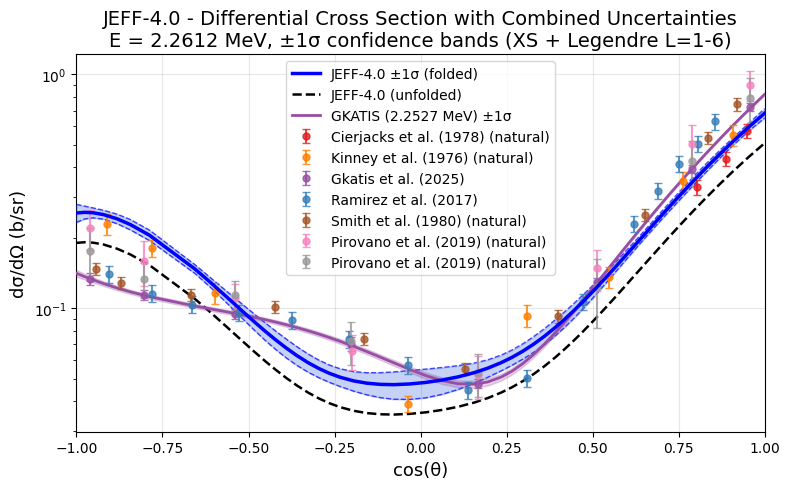 JEFF-4.0 - Differential Cross Section with Combined Uncertainties
E = 2.2612 MeV, ±1σ confidence bands (XS + Legendre L=1-6)
dσ/dΩ (b/sr)
10⁰
10⁻¹
JEFF-4.0 ±1σ (folded)
JEFF-4.0 (unfolded)
GKATIS (2.2527 MeV) ±1σ
Cierjacks et al. (1978) (natural)
Kinney et al. (1976) (natural)
Gkatis et al. (2025)
Ramirez et al. (2017)
Smith et al. (1980) (natural)
Pirovano et al. (2019) (natural)
Pirovano et al. (2019) (natural)
−1.00 −0.75 −0.50 −0.25 0.00 0.25 0.50 0.75 1.00
cos(θ)